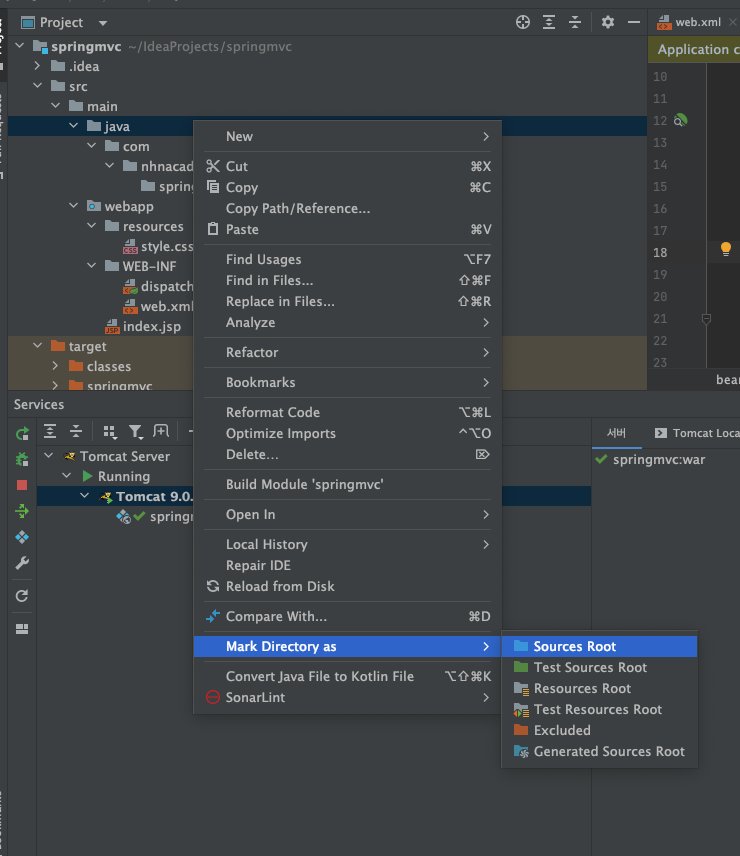 Project
web.xml
springmvc ~/IdeaProjects/springmvc
Application c
.idea
src
main
java
com
nhnacad
spring
webapp
resources
style.css
WEB-INF
dispatch
web.xml
index.jsp
target
classes
springmvc
10
11
12
13
14
15
16
17
18
19
20
21
22
23
bear
New
Cut ⌘X
Copy ⌘C
Copy Path/Reference...
Paste ⌘V
Find Usages ⌥F7
Find in Files... ⇧⌘F
Replace in Files... ⇧⌘R
Analyze
Refactor
Bookmarks
Reformat Code ⌥⌘L
Optimize Imports ^⌥O
Delete... ⌦
Build Module 'springmvc'
Open In
Local History
Repair IDE
Reload from Disk
Compare With... ⌘D
Mark Directory as
Convert Java File to Kotlin File ⌥⇧⌘K
SonarLint
Sources Root
Test Sources Root
Resources Root
Test Resources Root
Excluded
Generated Sources Root
Services
Tomcat Server
Running
Tomcat 9.0.
springm
서버
Tomcat Loca
springmvc:war